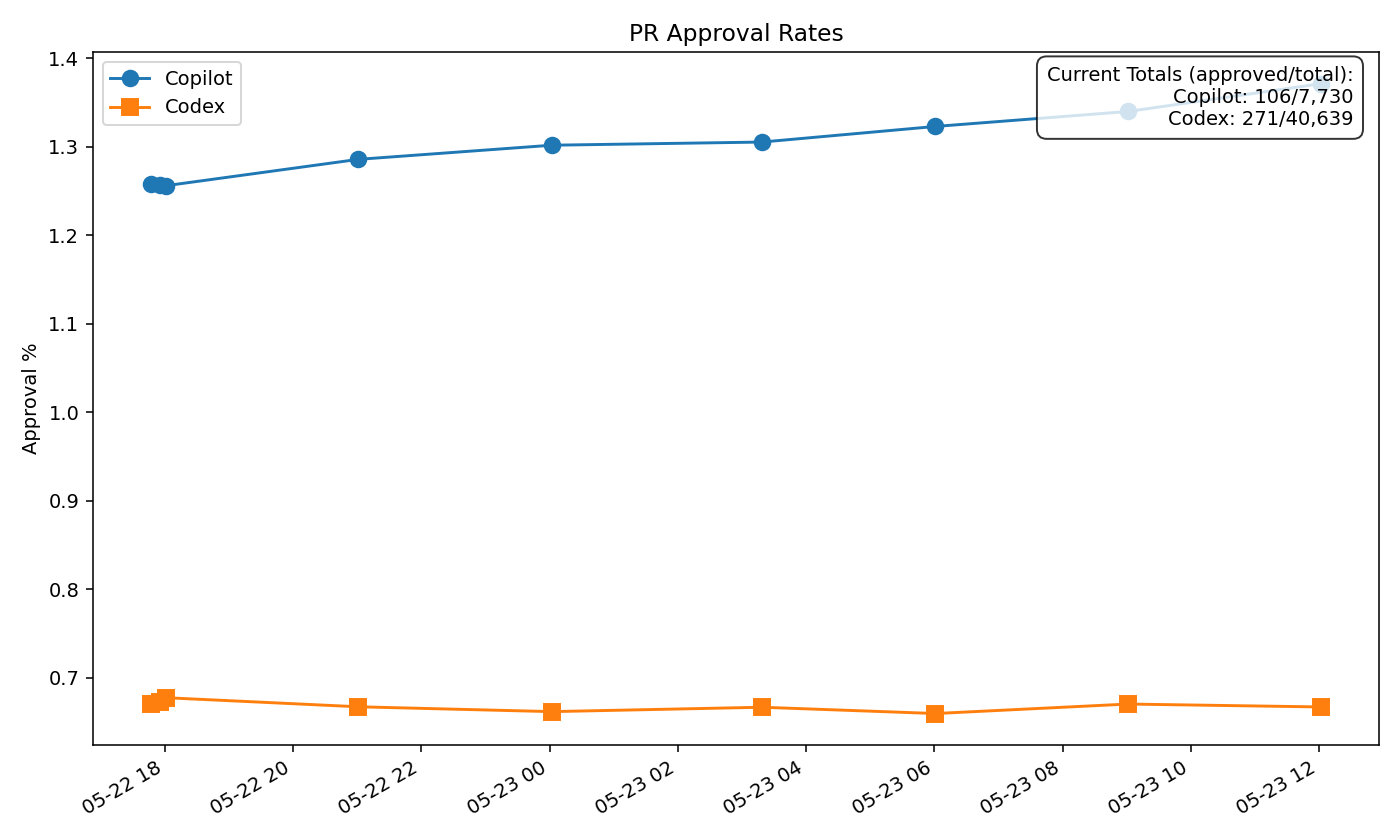 PR Approval Rates
Copilot
Codex
Current Totals (approved/total):
Copilot: 106/7,730
Codex: 271/40,639
Approval %
1.4
1.3
1.2
1.1
1.0
0.9
0.8
0.7
05-22 18
05-22 20
05-22 22
05-23 00
05-23 02
05-23 04
05-23 06
05-23 08
05-23 10
05-23 12